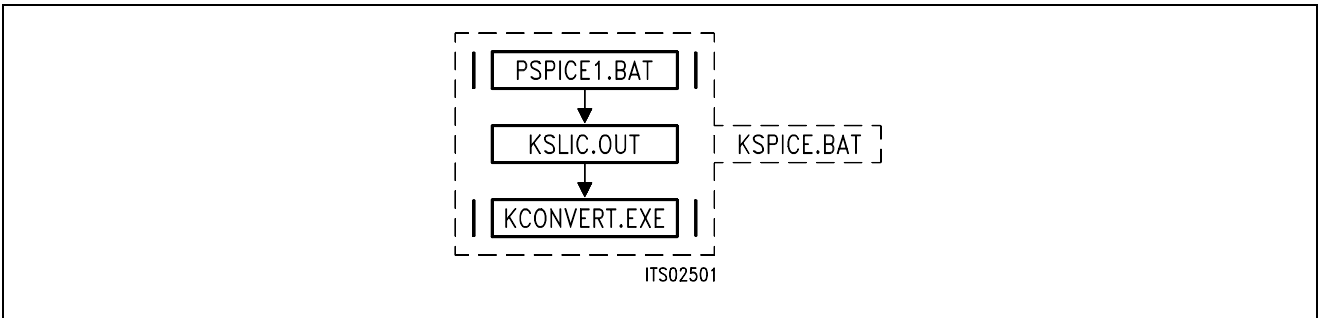 PSPICE1.BAT
KSLIC.OUT
KSPICE.BAT
KCONVERT.EXE
ITS02501